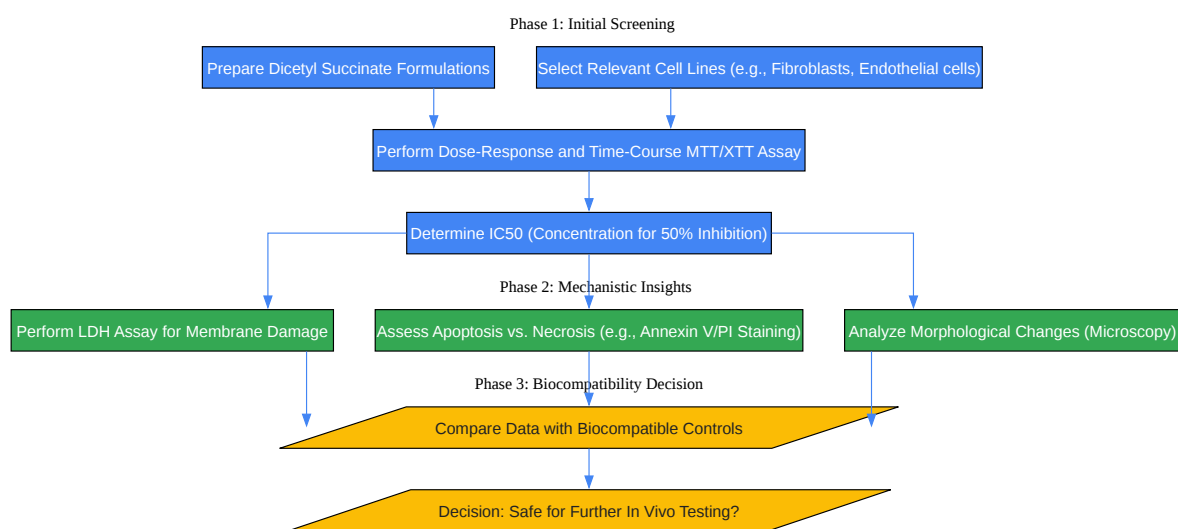 Phase 1: Initial Screening
Prepare Dicetyl Succinate Formulations
Select Relevant Cell Lines (e.g., Fibroblasts, Endothelial cells)
Perform Dose-Response and Time-Course MTT/XTT Assay
Determine IC50 (Concentration for 50% Inhibition)
Phase 2: Mechanistic Insights
Perform LDH Assay for Membrane Damage
Assess Apoptosis vs. Necrosis (e.g., Annexin V/PI Staining)
Analyze Morphological Changes (Microscopy)
Phase 3: Biocompatibility Decision
Compare Data with Biocompatible Controls
Decision: Safe for Further In Vivo Testing?